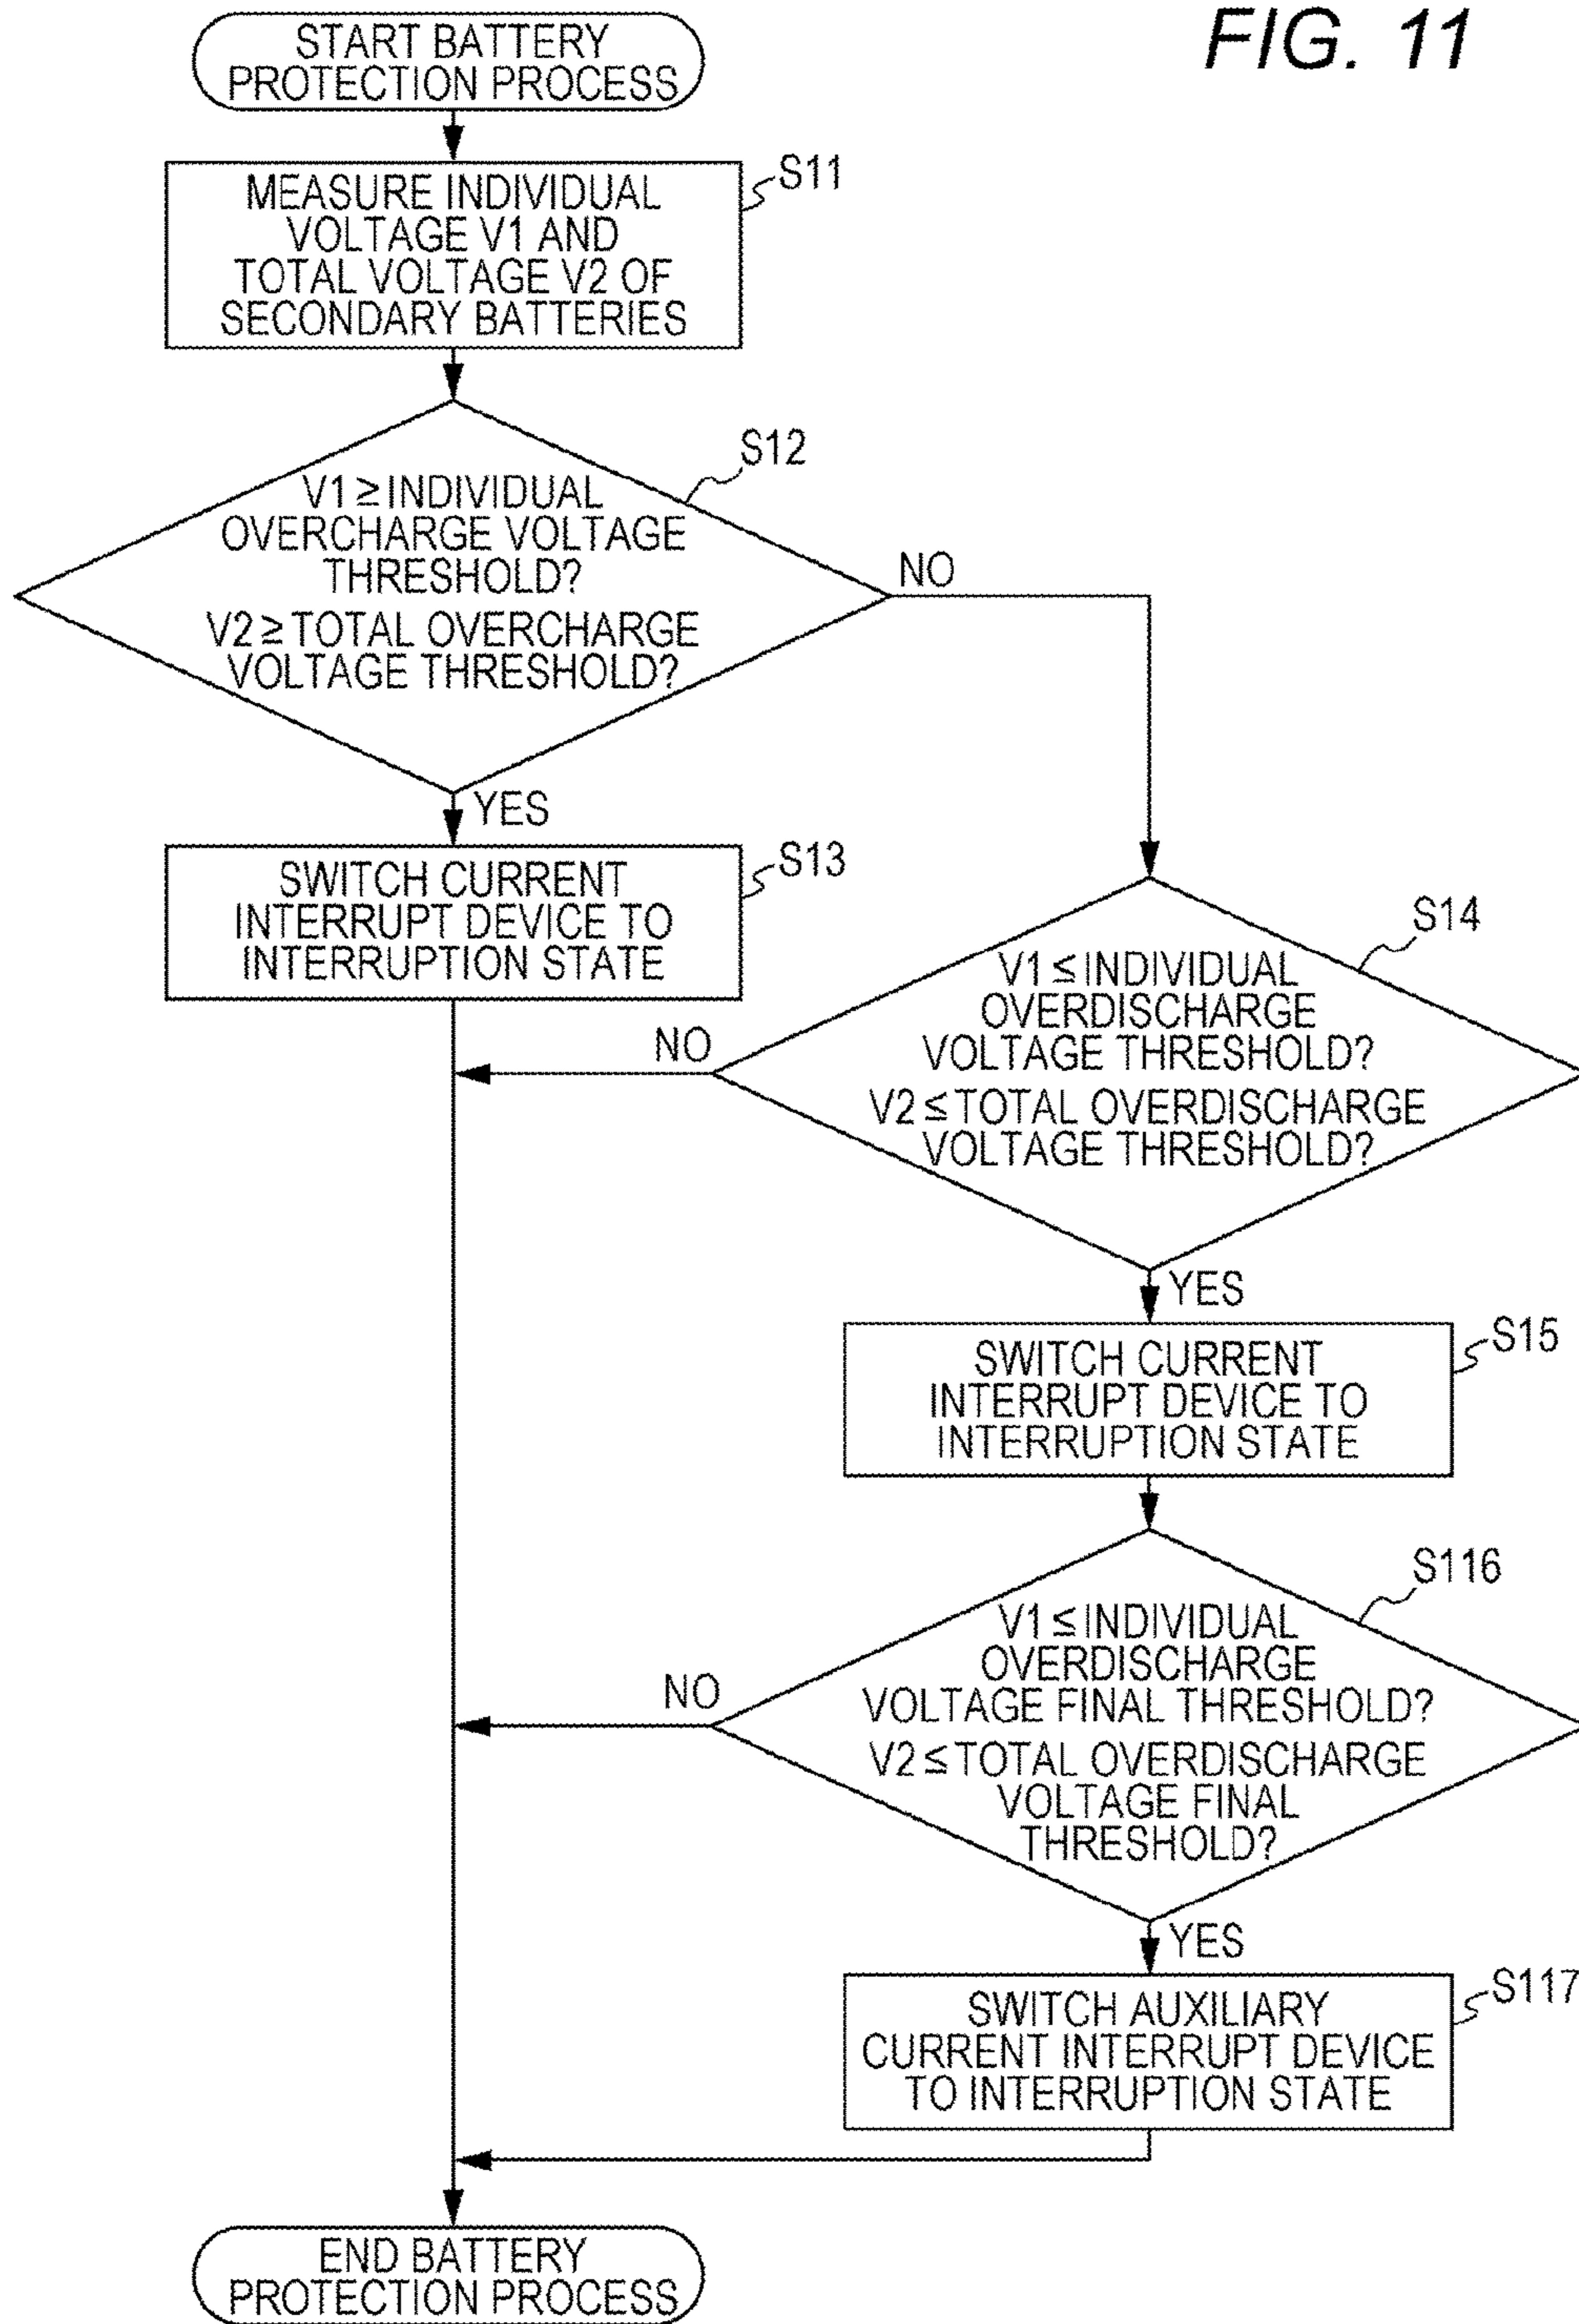 FIG. 11
START BATTERY
PROTECTION PROCESS
S11
MEASURE INDIVIDUAL
VOLTAGE V1 AND
TOTAL VOLTAGE V2 OF
SECONDARY BATTERIES
S12
V1 ≥ INDIVIDUAL
OVERCHARGE VOLTAGE
THRESHOLD?
V2 ≥ TOTAL OVERCHARGE
VOLTAGE THRESHOLD?
NO
YES
S13
SWITCH CURRENT
INTERRUPT DEVICE TO
INTERRUPTION STATE
S14
V1 ≤ INDIVIDUAL
OVERDISCHARGE
VOLTAGE THRESHOLD?
V2 ≤ TOTAL OVERDISCHARGE
VOLTAGE THRESHOLD?
NO
YES
S15
SWITCH CURRENT
INTERRUPT DEVICE TO
INTERRUPTION STATE
S116
V1 ≤ INDIVIDUAL
OVERDISCHARGE
VOLTAGE FINAL THRESHOLD?
V2 ≤ TOTAL OVERDISCHARGE
VOLTAGE FINAL
THRESHOLD?
NO
YES
S117
SWITCH AUXILIARY
CURRENT INTERRUPT DEVICE
TO INTERRUPTION STATE
END BATTERY
PROTECTION PROCESS